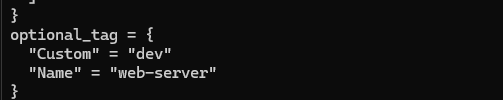 }
optional_tag = {
  "Custom" = "dev"
  "Name" = "web-server"
}